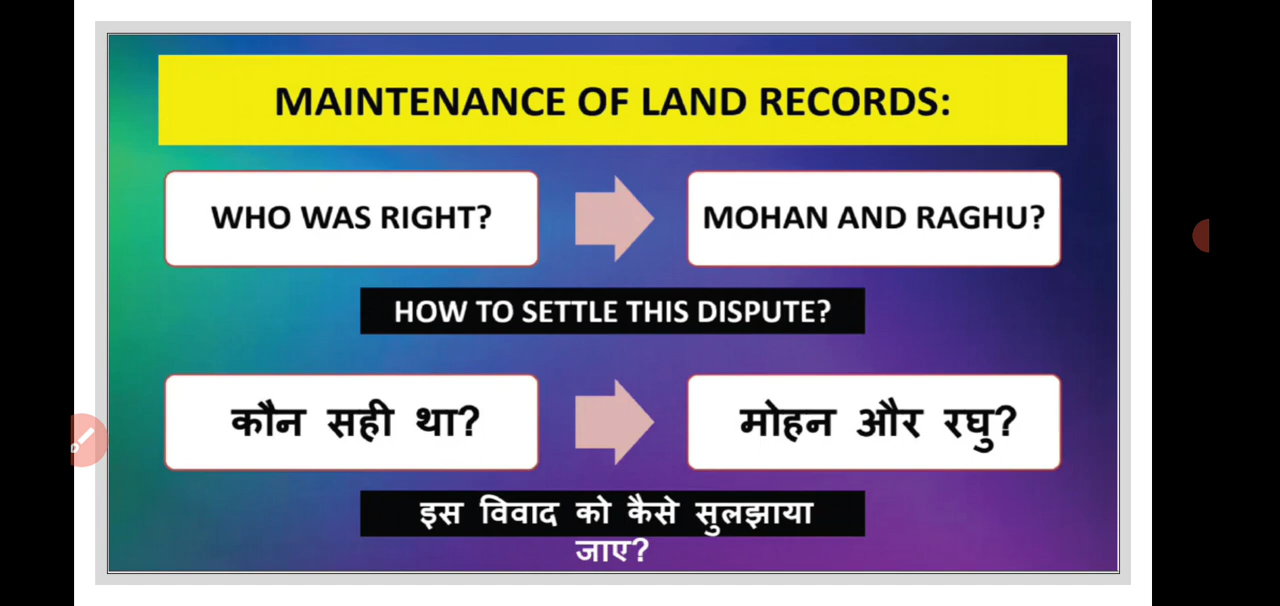 MAINTENANCE OF LAND RECORDS:
WHO WAS RIGHT?
MOHAN AND RAGHU?
HOW TO SETTLE THIS DISPUTE?
कौन सही था?
मोहन और रघु?
इस विवाद को कैसे सुलझाया
जाए?